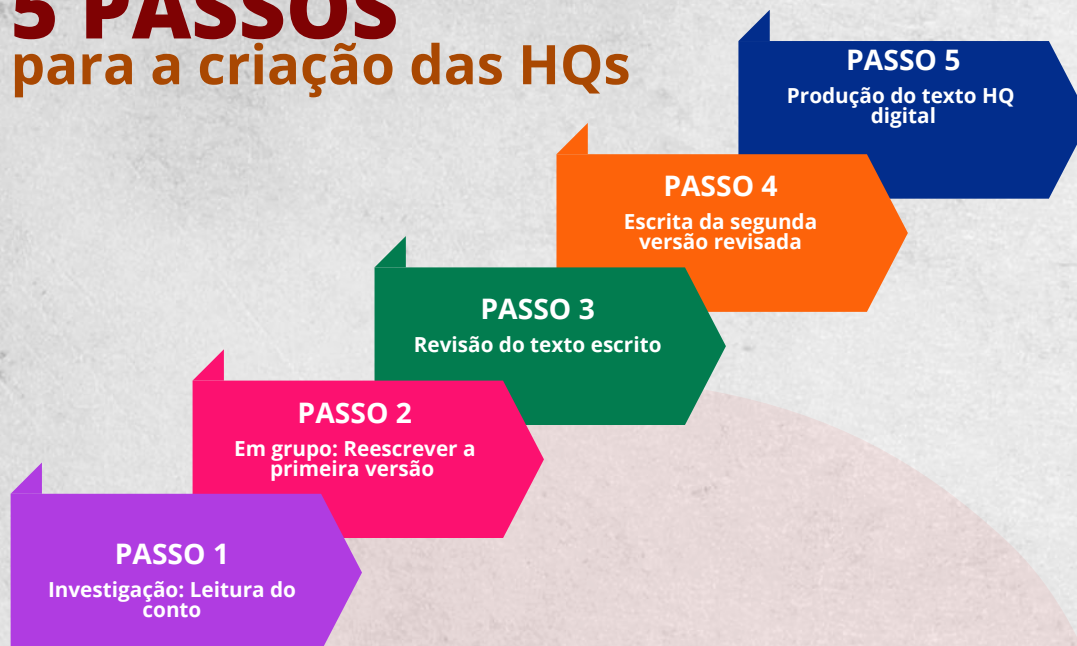 5 PASSOS
para a criação das HQs
PASSO 5
Produção do texto HQ
digital
PASSO 4
Escrita da segunda
versão revisada
PASSO 3
Revisão do texto escrito
PASSO 2
Em grupo: Reescrever a
primeira versão
PASSO 1
Investigação: Leitura do
conto